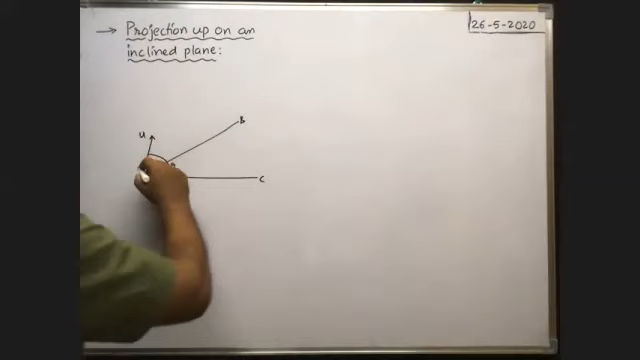 → Projection up on an
inclined plane:
26-5-2020
u
B
C